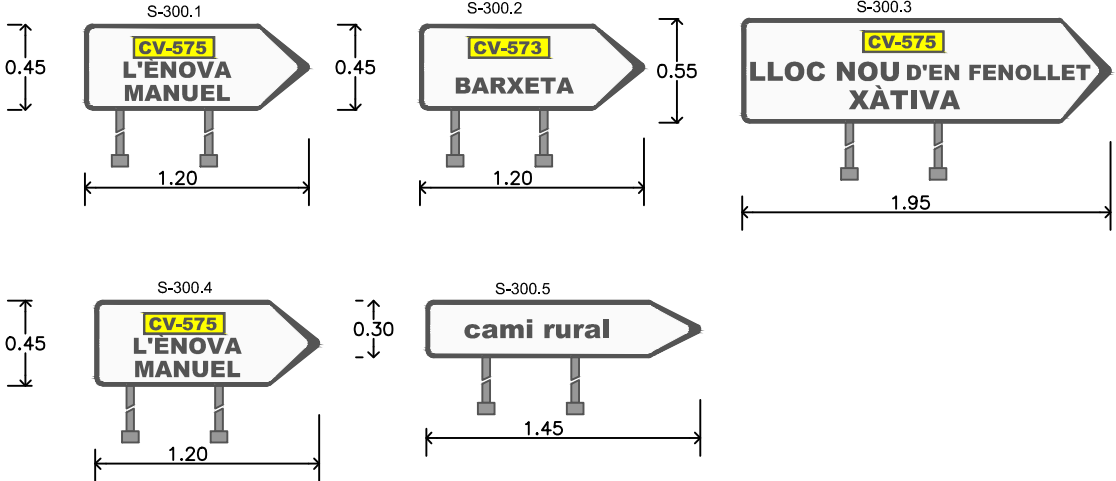 S-300.1
0.45
CV-575
L'ÈNOVA
MANUEL
1.20
S-300.2
0.45
CV-573
BARXETA
1.20
S-300.3
0.55
CV-575
LLOC NOU D'EN FENOLLET
XÀTIVA
1.95
S-300.4
0.45
CV-575
L'ÈNOVA
MANUEL
1.20
S-300.5
0.30
cami rural
1.45